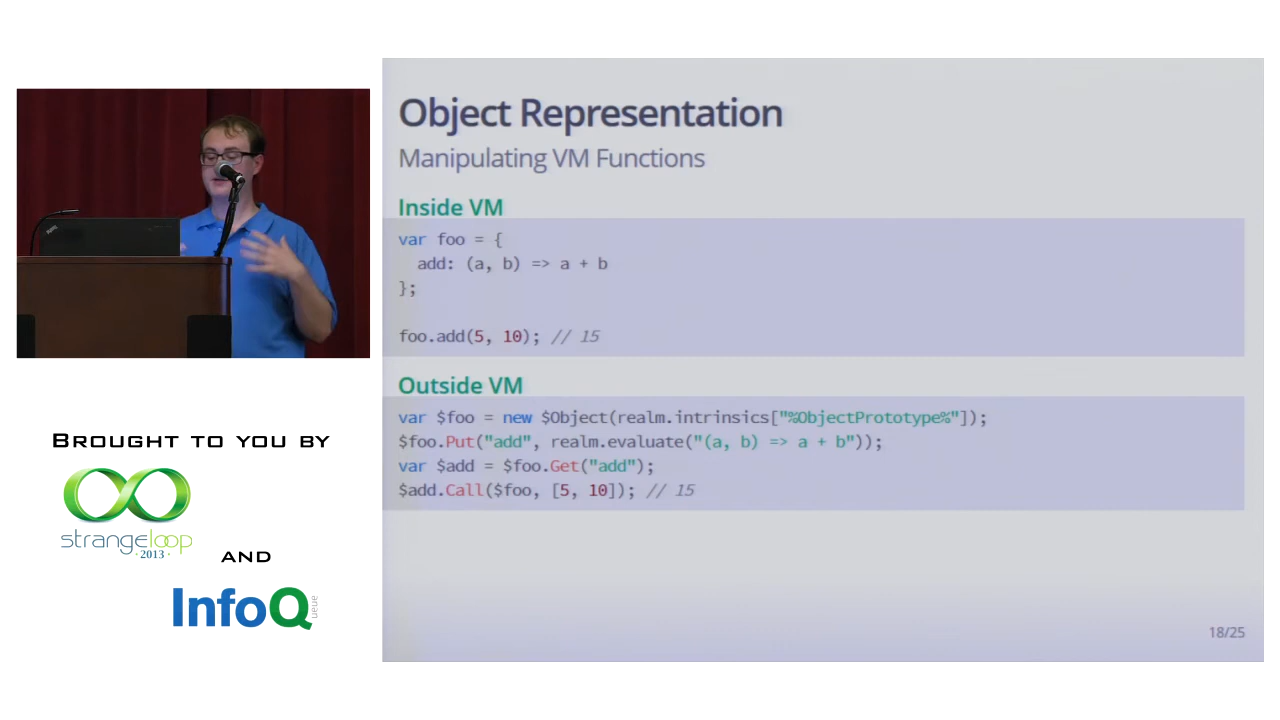 Object Representation
Manipulating VM Functions
Inside VM
var foo = {
  add: (a, b) => a + b
};
foo.add(5, 10); // 15
Outside VM
var $foo = new $Object(realm.intrinsics["%ObjectPrototype%"]);
$foo.Put("add", realm.evaluate("(a, b) => a + b"));
var $add = $foo.Get("add");
$add.Call($foo, [5, 10]); // 15
18/25
BROUGHT TO YOU BY
strangeloop
· 2013 ·
AND
InfoQ